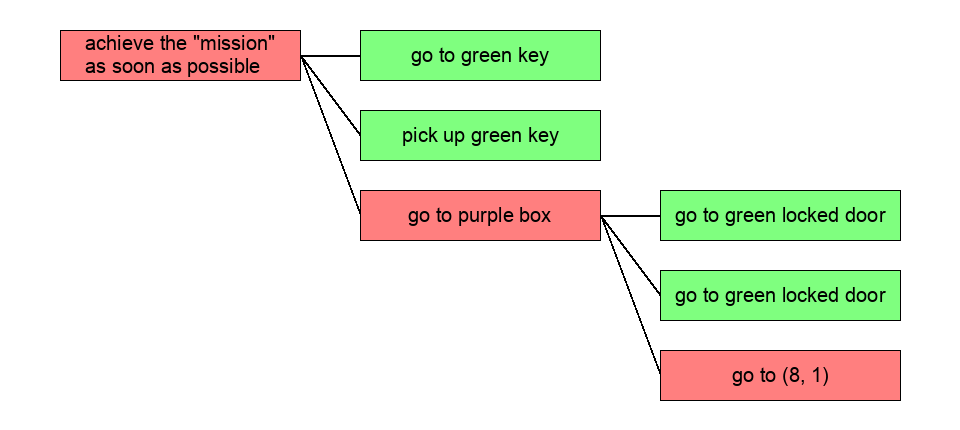 achieve the "mission"
as soon as possible
go to green key
pick up green key
go to purple box
go to green locked door
go to green locked door
go to (8, 1)